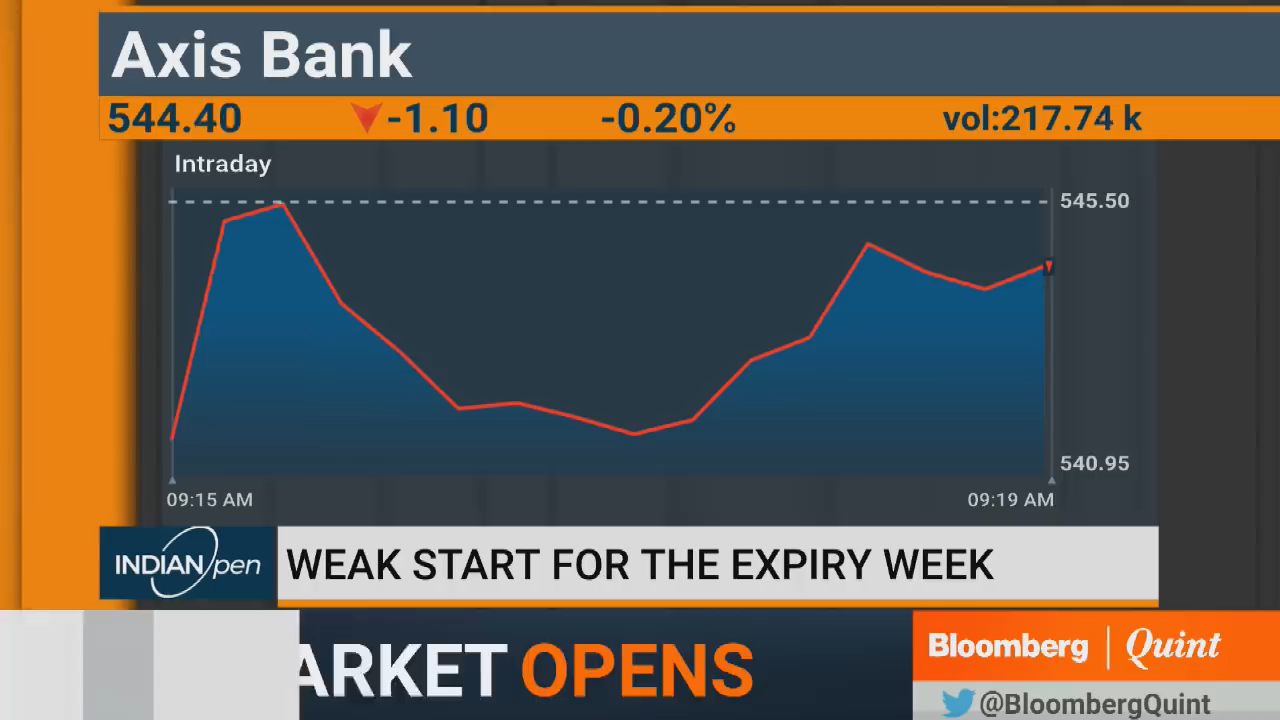 Axis Bank
544.40 -1.10 -0.20% vol:217.74 k
Intraday
545.50
540.95
09:15 AM 09:19 AM
INDIAN Open WEAK START FOR THE EXPIRY WEEK
ARKET OPENS
Bloomberg | Quint
@BloombergQuint